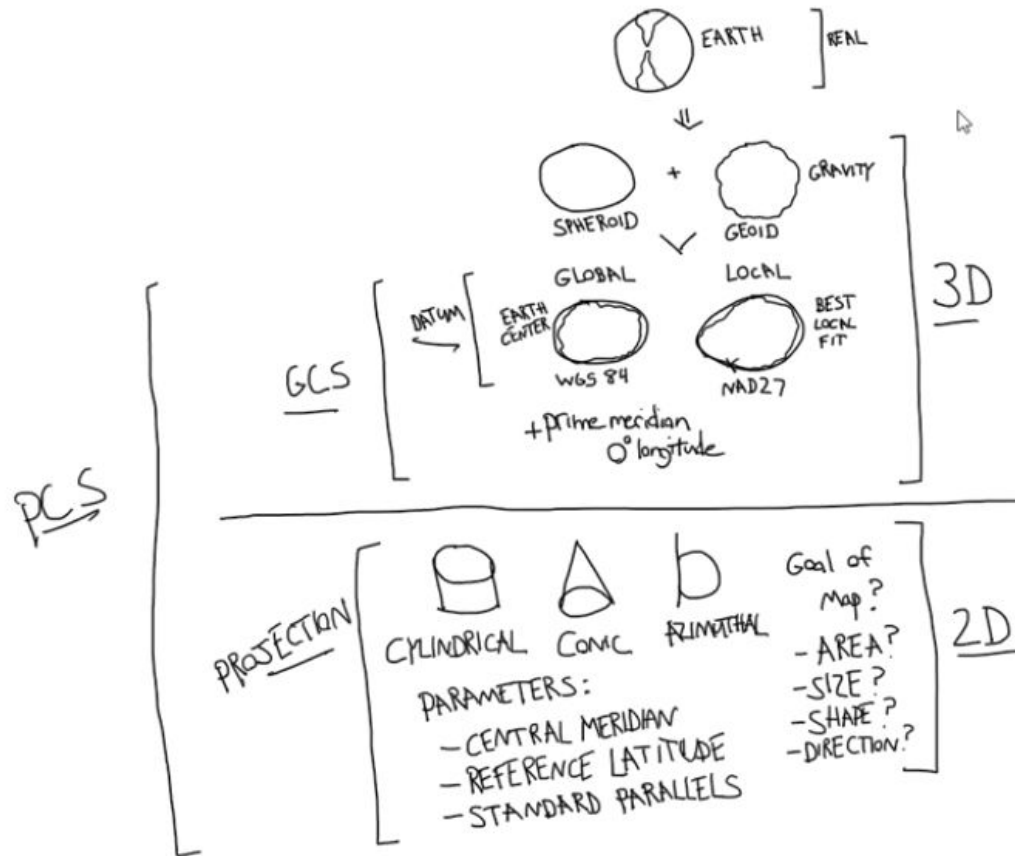 EARTH
REAL
+
GRAVITY
SPHEROID
GEOID
GLOBAL
LOCAL
3D
DATUM
EARTH
CENTER
BEST
LOCAL
FIT
GCS
WGS 84
NAD27
+prime meridian
0° longitude
PCS
PROJECTION
CYLINDRICAL
CONIC
AZIMUTHAL
Goal of
Map?
- AREA?
- SIZE?
- SHAPE?
- DIRECTION?
2D
PARAMETERS:
- CENTRAL MERIDIAN
- REFERENCE LATITUDE
- STANDARD PARALLELS